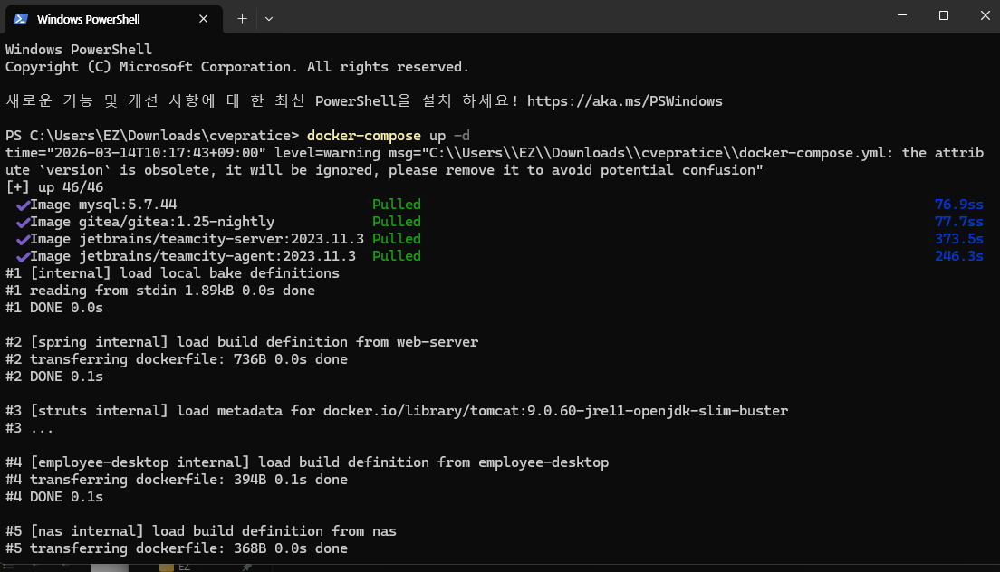 Windows PowerShell
Windows PowerShell
Copyright (C) Microsoft Corporation. All rights reserved.
새로운 기능 및 개선 사항에 대 한 최신 PowerShell을 설치 하세요! https://aka.ms/PSWindows
PS C:\Users\EZ\Downloads\cvepratice> docker-compose up -d
time="2026-03-14T10:17:43+09:00" level=warning msg="C:\\Users\\EZ\\Downloads\\cvepratice\\docker-compose.yml: the attrib
ute `version` is obsolete, it will be ignored, please remove it to avoid potential confusion"
[+] up 46/46
✔Image mysql:5.7.44 Pulled 76.9ss
✔Image gitea/gitea:1.25-nightly Pulled 77.7ss
✔Image jetbrains/teamcity-server:2023.11.3 Pulled 373.5s
✔Image jetbrains/teamcity-agent:2023.11.3 Pulled 246.3s
#1 [internal] load local bake definitions
#1 reading from stdin 1.89kB 0.0s done
#1 DONE 0.0s
#2 [spring internal] load build definition from web-server
#2 transferring dockerfile: 736B 0.0s done
#2 DONE 0.1s
#3 [struts internal] load metadata for docker.io/library/tomcat:9.0.60-jre11-openjdk-slim-buster
#3 ...
#4 [employee-desktop internal] load build definition from employee-desktop
#4 transferring dockerfile: 394B 0.1s done
#4 DONE 0.1s
#5 [nas internal] load build definition from nas
#5 transferring dockerfile: 368B 0.0s done
EZ